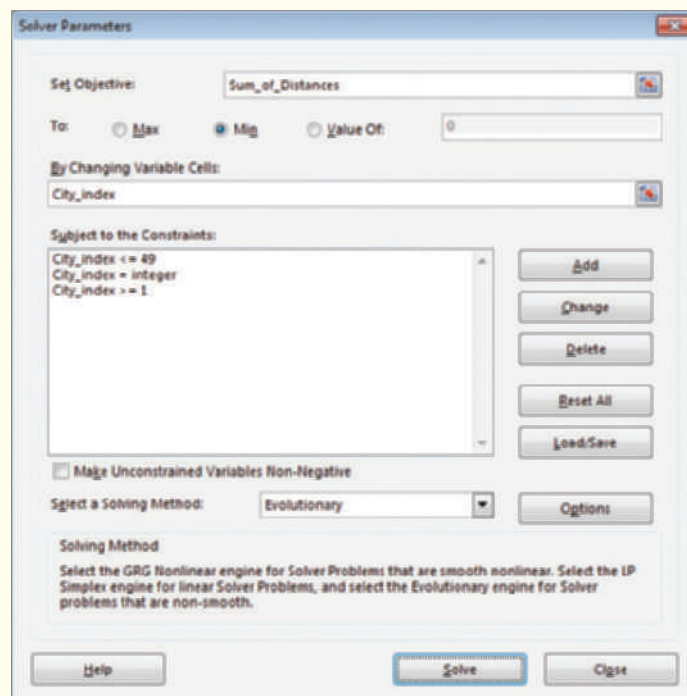 Solver Parameters
Set Objective: Sum_of_Distances
To: Max Min Value Of: 0
By Changing Variable Cells:
City_index
Subject to the Constraints:
City_index <= 49
City_index = integer
City_index >= 1
Add
Change
Delete
Reset All
Load/Save
Make Unconstrained Variables Non-Negative
Select a Solving Method: Evolutionary Options
Solving Method
Select the GRG Nonlinear engine for Solver Problems that are smooth nonlinear. Select the LP
Simplex engine for linear Solver Problems, and select the Evolutionary engine for Solver
problems that are non-smooth.
Help Solve Close